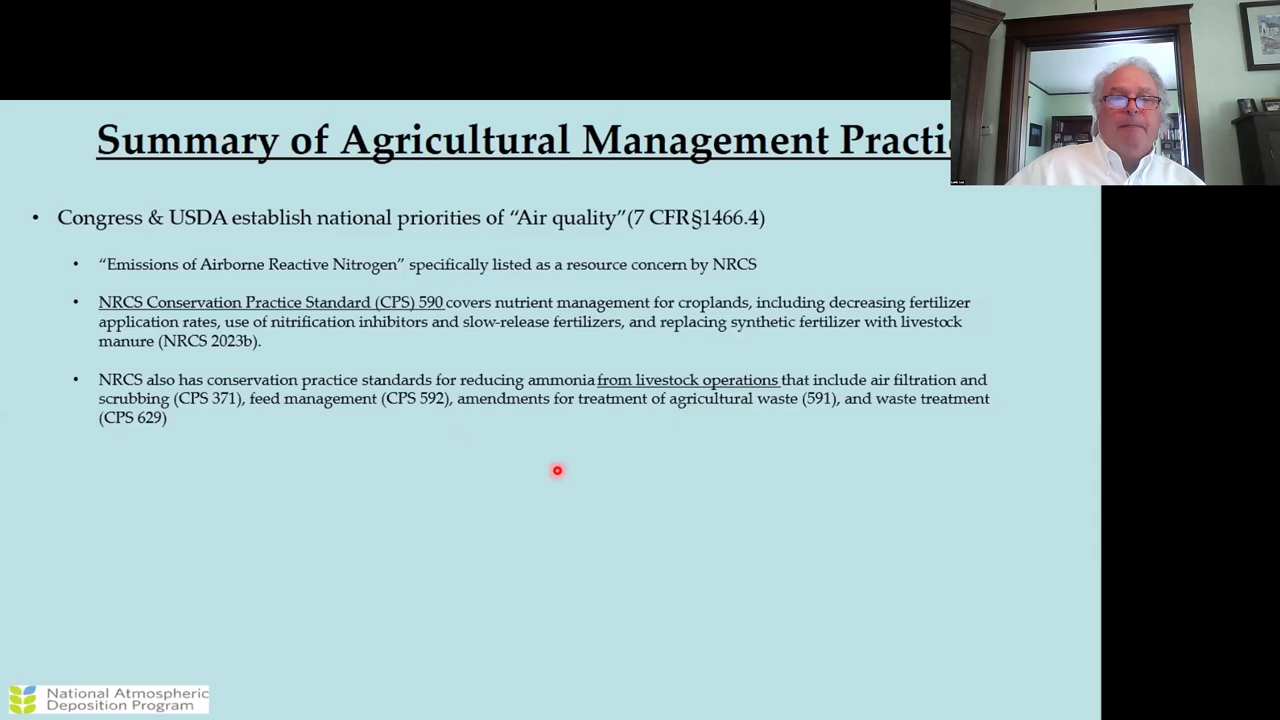 Summary of Agricultural Management Practi
• Congress & USDA establish national priorities of “Air quality”(7 CFR§1466.4)
• “Emissions of Airborne Reactive Nitrogen” specifically listed as a resource concern by NRCS
• NRCS Conservation Practice Standard (CPS) 590 covers nutrient management for croplands, including decreasing fertilizer
application rates, use of nitrification inhibitors and slow-release fertilizers, and replacing synthetic fertilizer with livestock
manure (NRCS 2023b).
• NRCS also has conservation practice standards for reducing ammonia from livestock operations that include air filtration and
scrubbing (CPS 371), feed management (CPS 592), amendments for treatment of agricultural waste (591), and waste treatment
(CPS 629)
National Atmospheric
Deposition Program